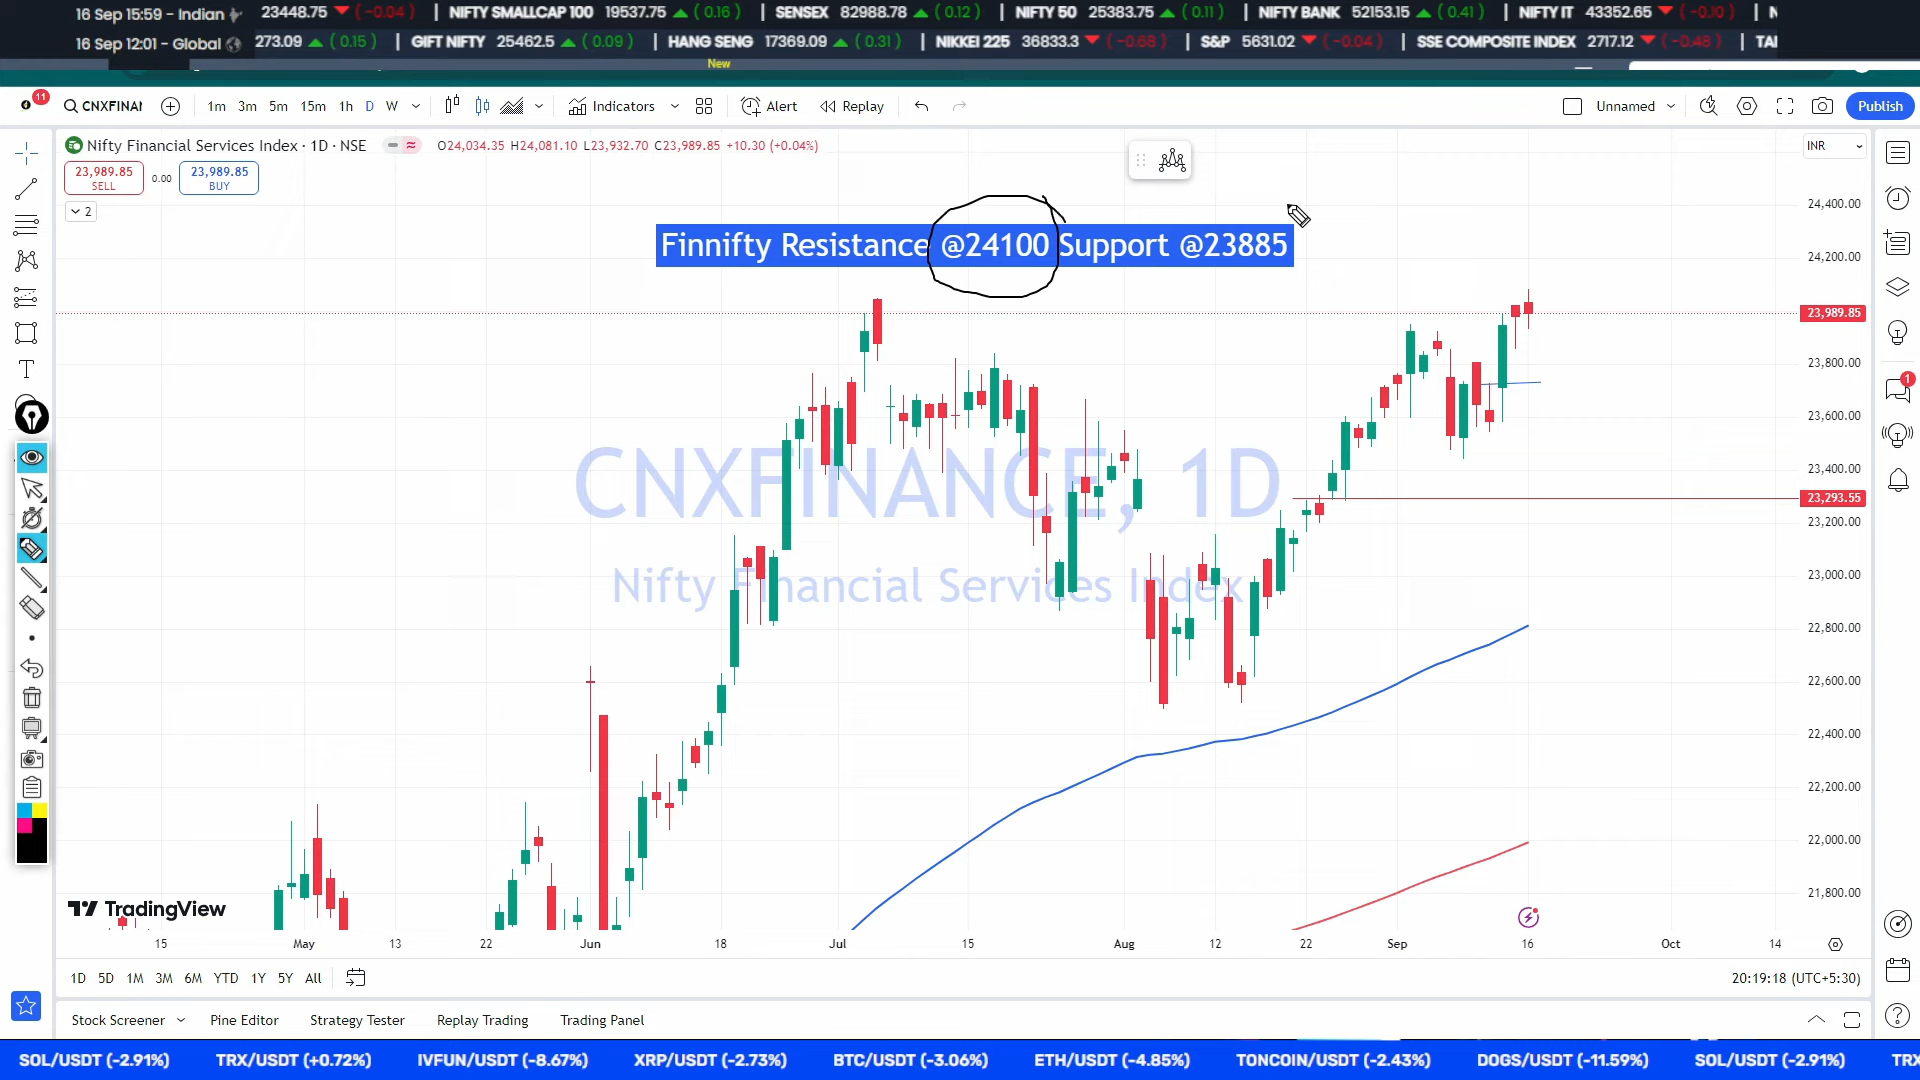 16 Sep 15:59 - Indian 23448.75 (-0.04) | NIFTY SMALLCAP 100 19537.75 (0.16) | SENSEX 82988.78 (0.12) | NIFTY 50 25383.75 (0.11) | NIFTY BANK 52153.15 (0.41) | NIFTY IT 43352.65 (-0.10) |
16 Sep 12:01 - Global 273.09 (0.15) | GIFT NIFTY 25462.5 (0.09) | HANG SENG 17369.09 (0.31) | NIKKEI 225 36833.3 (-0.68) | S&P 5631.02 (-0.04) | SSE COMPOSITE INDEX 2717.12 (-0.48) | TAI
New
11 CNXFINAN 1m 3m 5m 15m 1h D W Indicators Alert Replay Unnamed Publish
Nifty Financial Services Index · 1D · NSE O24,034.35 H24,081.10 L23,932.70 C23,989.85 +10.30 (+0.04%) INR
23,989.85 0.00 23,989.85
SELL BUY
2
24,400.00
Finnifty Resistance @24100 Support @23885
24,200.00
23,989.85
23,800.00
1
23,600.00
23,400.00
CNXFINANCE, 1D
23,293.55
23,200.00
23,000.00
Nifty Financial Services Index
22,800.00
22,600.00
22,400.00
22,200.00
22,000.00
21,800.00
TradingView
15 May 13 22 Jun 18 Jul 15 Aug 12 22 Sep 16 Oct 14
1D 5D 1M 3M 6M YTD 1Y 5Y All 20:19:18 (UTC+5:30)
Stock Screener Pine Editor Strategy Tester Replay Trading Trading Panel
SOL/USDT (-2.91%) TRX/USDT (+0.72%) IVFUN/USDT (-8.67%) XRP/USDT (-2.73%) BTC/USDT (-3.06%) ETH/USDT (-4.85%) TONCOIN/USDT (-2.43%) DOGS/USDT (-11.59%) SOL/USDT (-2.91%) TRX